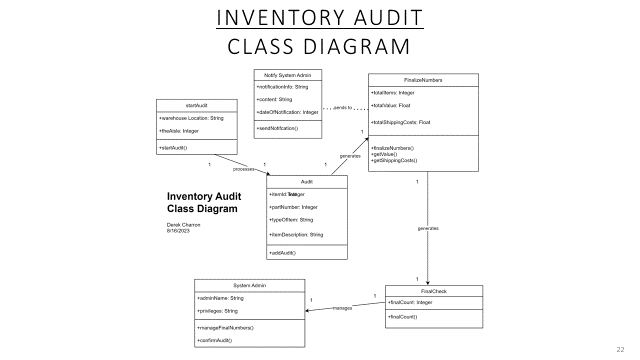 INVENTORY AUDIT
CLASS DIAGRAM
Notify System Admin
+notificationInfo: String
+content: String
+dateOfNotification: Integer
+sendNotifcation()
sends to
FinalizeNumbers
+totalItems: Integer
+totalValue: Float
+totalShippingCosts: Float
+finalizeNumbers()
+getValue()
+getShippingCosts()
startAudit
+warehouse Location: String
+theAisle: Integer
+startAudit()
1
processes
1
1
generates
1
Audit
+itemId: Integer
+partNumber: Integer
+typeOfItem: String
+itemDescription: String
+addAudit()
Inventory Audit
Class Diagram
Derek Charron
8/16/2023
1
generates
1
System Admin
+adminName: String
+privileges: String
+manageFinalNumbers()
+confirmAudit()
1
manages
1
FinalCheck
+finalCount: Integer
+finalCount()
22